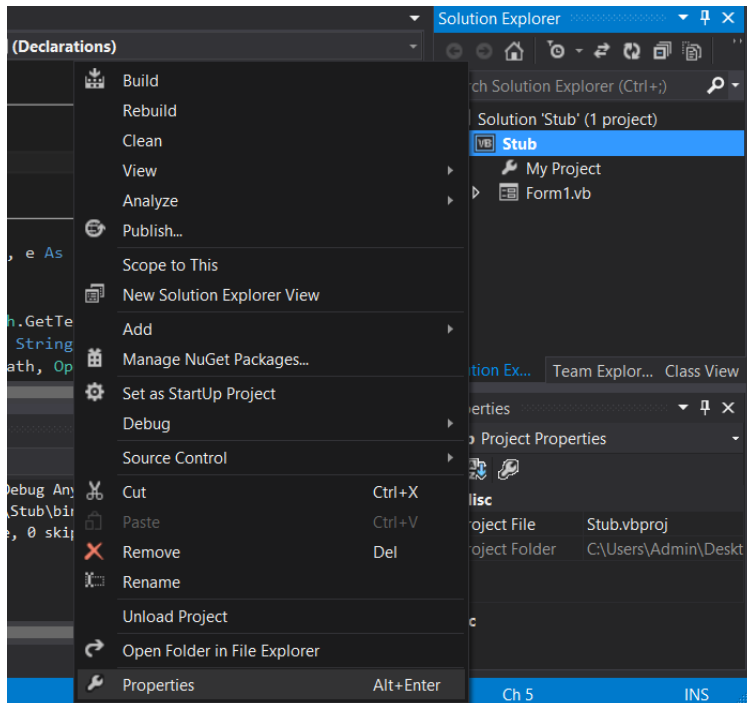 Solution Explorer
(Declarations)
Build
rch Solution Explorer (Ctrl+;)
Rebuild
Solution 'Stub' (1 project)
Clean
VB Stub
View
My Project
Analyze
Form1.vb
Publish...
, e As
Scope to This
New Solution Explorer View
h.GetTe
Add
String
Manage NuGet Packages...
ath, Op
tion Ex... Team Explor... Class View
Set as StartUp Project
erties
Debug
Project Properties
Source Control
Debug Any
Cut Ctrl+X
lisc
\Stub\bin
Paste Ctrl+V
roject File Stub.vbproj
e, 0 skip
Remove Del
roject Folder C:\Users\Admin\Deskt
Rename
Unload Project
c
Open Folder in File Explorer
Properties Alt+Enter
Ch 5 INS